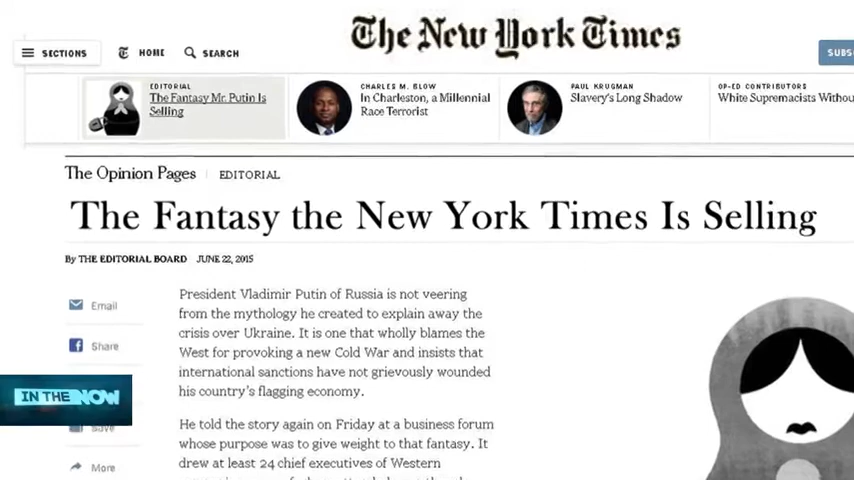 The New York Times
SECTIONS
HOME
SEARCH
SUBS
EDITORIAL
The Fantasy Mr. Putin Is
Selling
CHARLES M. BLOW
In Charleston, a Millennial
Race Terrorist
PAUL KRUGMAN
Slavery's Long Shadow
OP-ED CONTRIBUTORS
White Supremacists Withou
The Opinion Pages | EDITORIAL
The Fantasy the New York Times Is Selling
By THE EDITORIAL BOARD JUNE 22, 2015
Email
Share
Save
More
President Vladimir Putin of Russia is not veering
from the mythology he created to explain away the
crisis over Ukraine. It is one that wholly blames the
West for provoking a new Cold War and insists that
international sanctions have not grievously wounded
his country's flagging economy.
He told the story again on Friday at a business forum
whose purpose was to give weight to that fantasy. It
drew at least 24 chief executives of Western
IN THE NOW